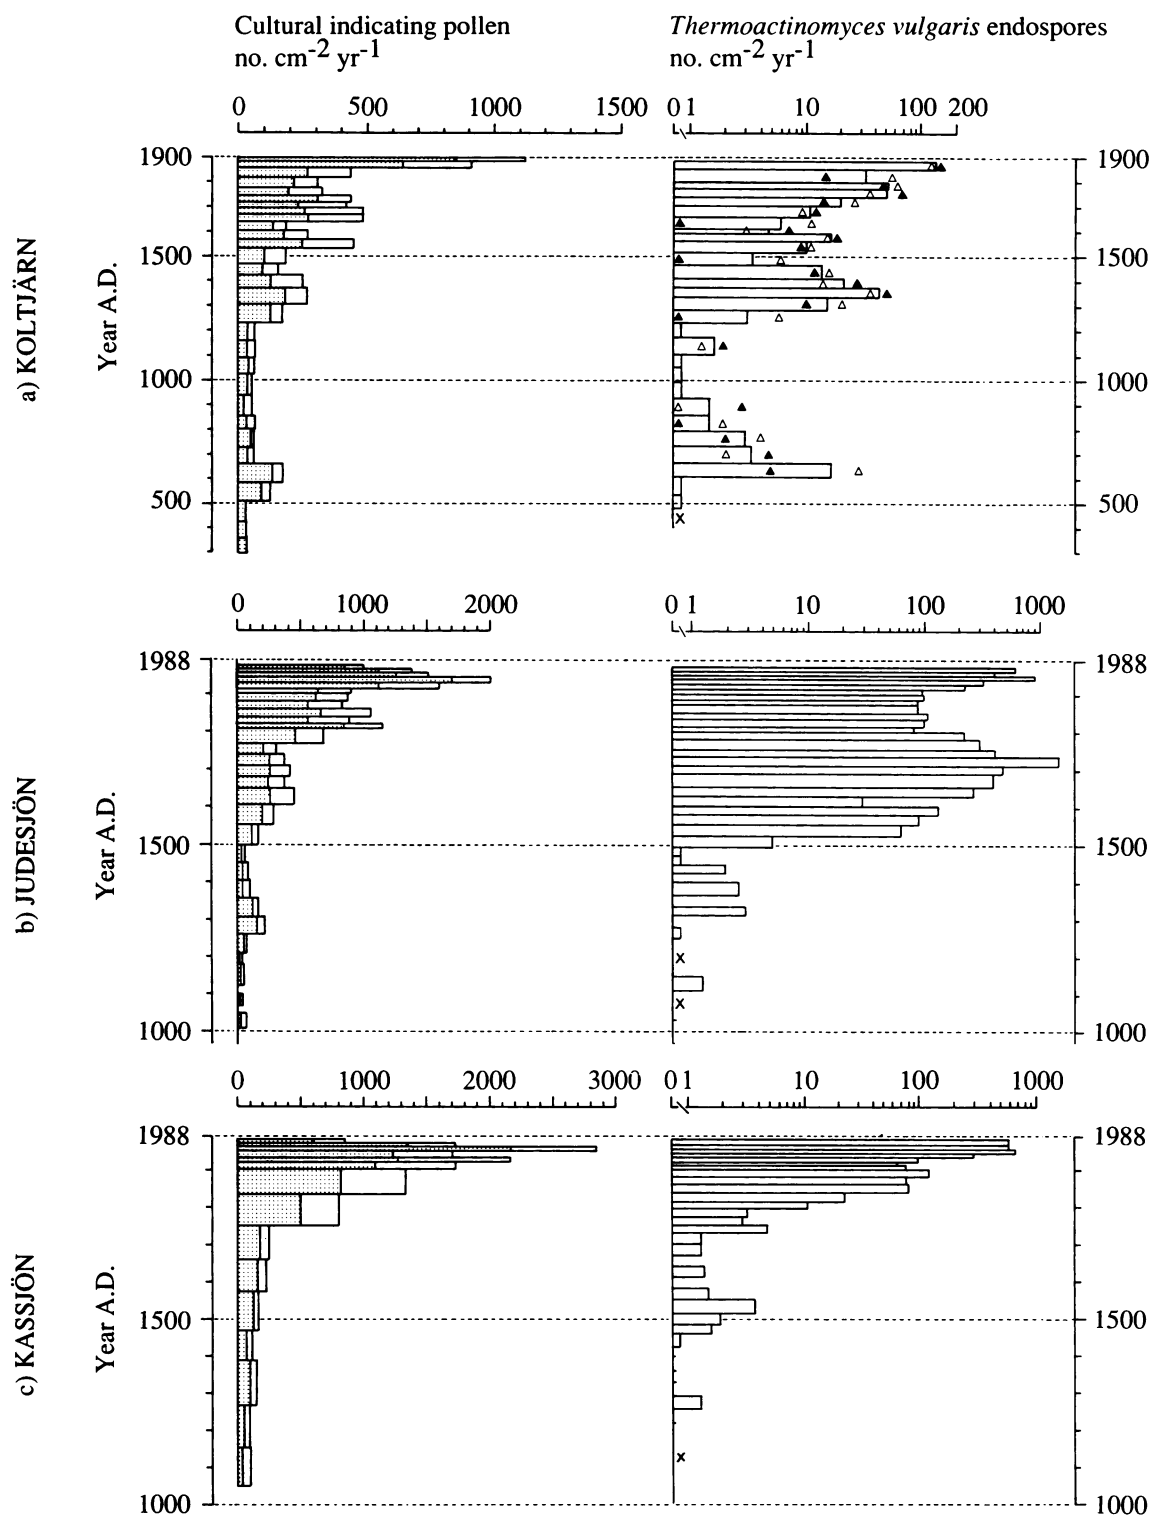 Cultural indicating pollen
no. cm-2 yr-1
Thermoactinomyces vulgaris endospores
no. cm-2 yr-1
0 500 1000 1500
0 1 10 100 200
a) KOLTJÄRN
Year A.D.
1900
1500
1000
500
1900
1500
1000
500
x
0 1000 2000
0 1 10 100 1000
b) JUDESJÖN
Year A.D.
1988
1500
1000
1988
1500
1000
x
x
0 1000 2000 3000
0 1 10 100 1000
c) KASSJÖN
Year A.D.
1988
1500
1000
1988
1500
1000
x